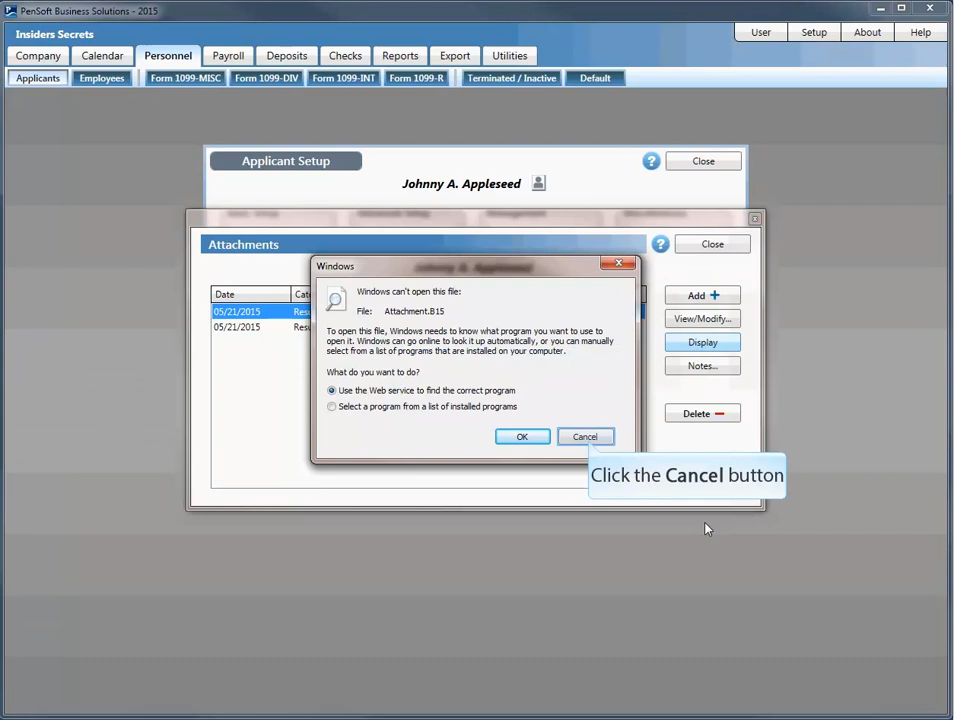 PenSoft Business Solutions - 2015
Insiders Secrets
User Setup About Help
Company Calendar Personnel Payroll Deposits Checks Reports Export Utilities
Applicants Employees Form 1099-MISC Form 1099-DIV Form 1099-INT Form 1099-R Terminated / Inactive Default
Applicant Setup
? Close
Johnny A. Appleseed
Attachments
? Close
Johnny A. Appleseed
Date
05/21/2015
05/21/2015
Windows
Windows can't open this file:
File: Attachment.B15
To open this file, Windows needs to know what program you want to use to
open it. Windows can go online to look it up automatically, or you can manually
select from a list of programs that are installed on your computer.
What do you want to do?
Use the Web service to find the correct program
Select a program from a list of installed programs
OK Cancel
Add +
View/Modify...
Display
Notes...
Delete
Click the Cancel button